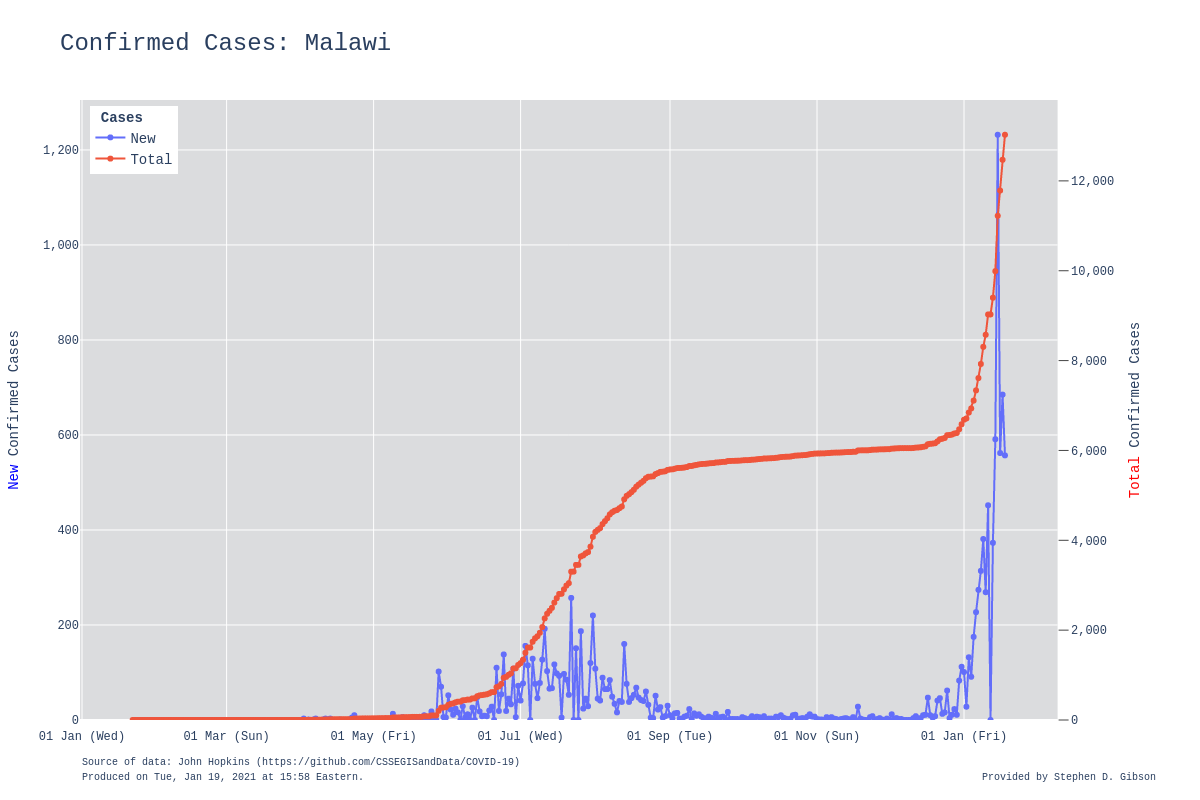 Confirmed Cases: Malawi
Cases
New
Total
1,200
1,000
800
600
400
200
0
12,000
10,000
8,000
6,000
4,000
2,000
0
New Confirmed Cases
Total Confirmed Cases
01 Jan (Wed) 01 Mar (Sun) 01 May (Fri) 01 Jul (Wed) 01 Sep (Tue) 01 Nov (Sun) 01 Jan (Fri)
Source of data: John Hopkins (https://github.com/CSSEGISandData/COVID-19)
Produced on Tue, Jan 19, 2021 at 15:58 Eastern.
Provided by Stephen D. Gibson